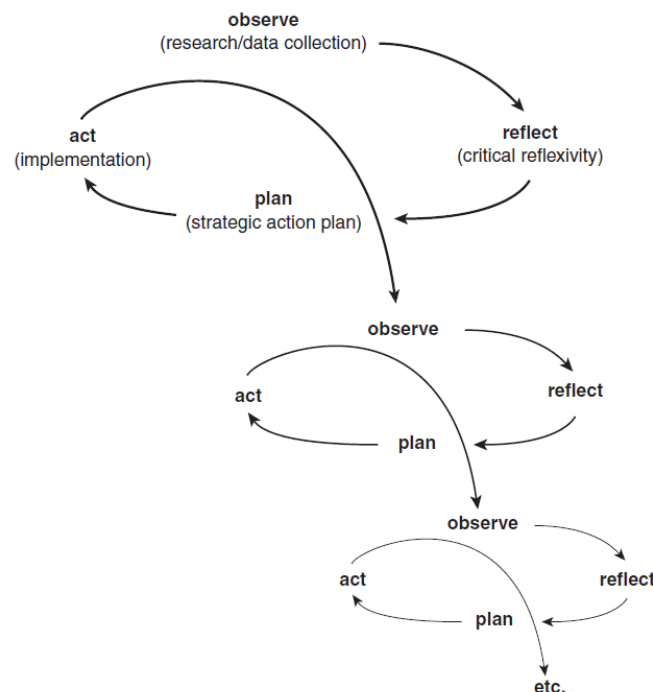 observe
(research/data collection)
reflect
(critical reflexivity)
act
(implementation)
plan
(strategic action plan)
observe
reflect
act
plan
observe
reflect
act
plan
etc.